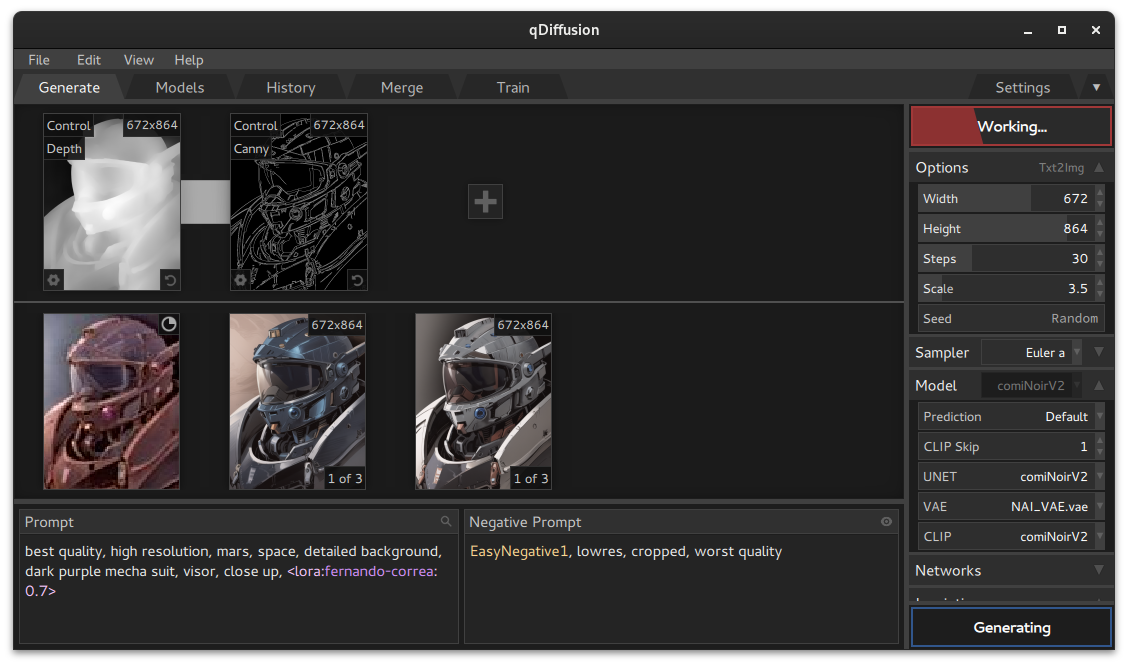 qDiffusion
File Edit View Help
Generate Models History Merge Train Settings
Control 672x864
Depth
Control 672x864
Canny
Working...
Options Txt2Img
Width 672
Height 864
Steps 30
Scale 3.5
Seed Random
672x864
1 of 3
672x864
1 of 3
Sampler Euler a
Model comiNoirV2
Prediction Default
CLIP Skip 1
UNET comiNoirV2
VAE NAI_VAE.vae
CLIP comiNoirV2
Networks
Prompt
best quality, high resolution, mars, space, detailed background,
dark purple mecha suit, visor, close up, <lora:fernando-correa:
0.7>
Negative Prompt
EasyNegative1, lowres, cropped, worst quality
Generating